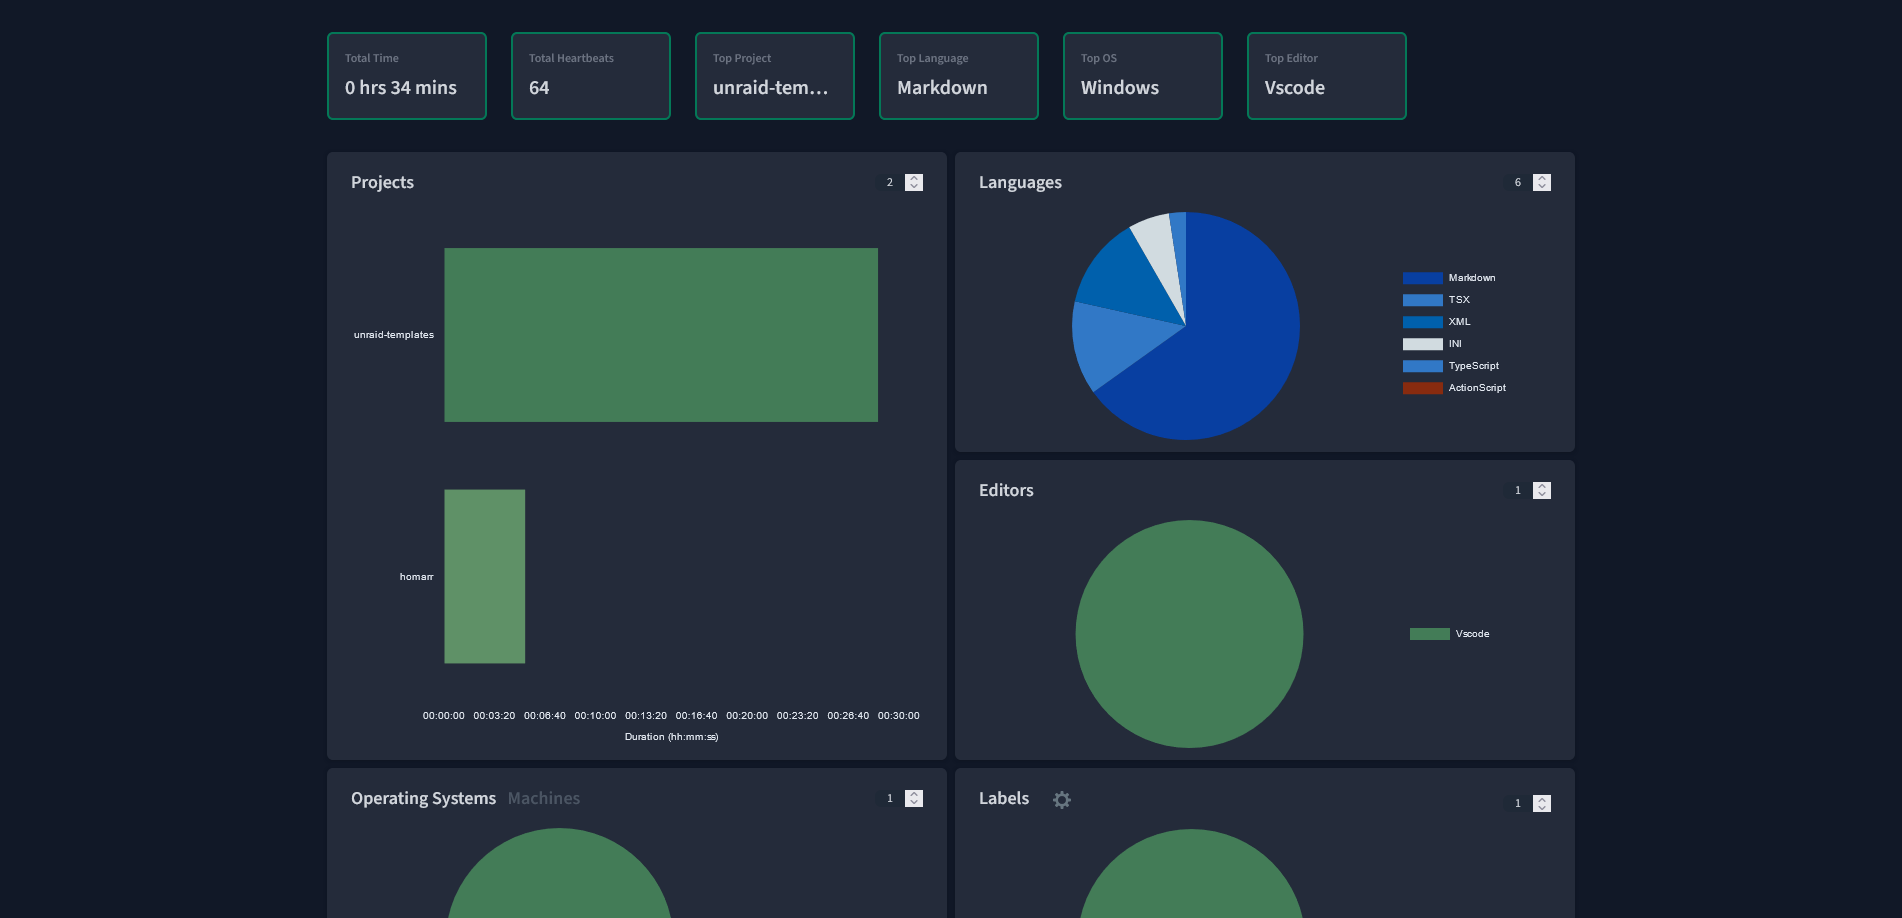 Total Time
0 hrs 34 mins
Total Heartbeats
64
Top Project
unraid-tem...
Top Language
Markdown
Top OS
Windows
Top Editor
Vscode
Projects
2
unraid-templates
homarr
00:00:00 00:03:20 00:06:40 00:10:00 00:13:20 00:16:40 00:20:00 00:23:20 00:26:40 00:30:00
Duration (hh:mm:ss)
Languages
6
Markdown
TSX
XML
INI
TypeScript
ActionScript
Editors
1
Vscode
Operating Systems Machines
1
Labels
1